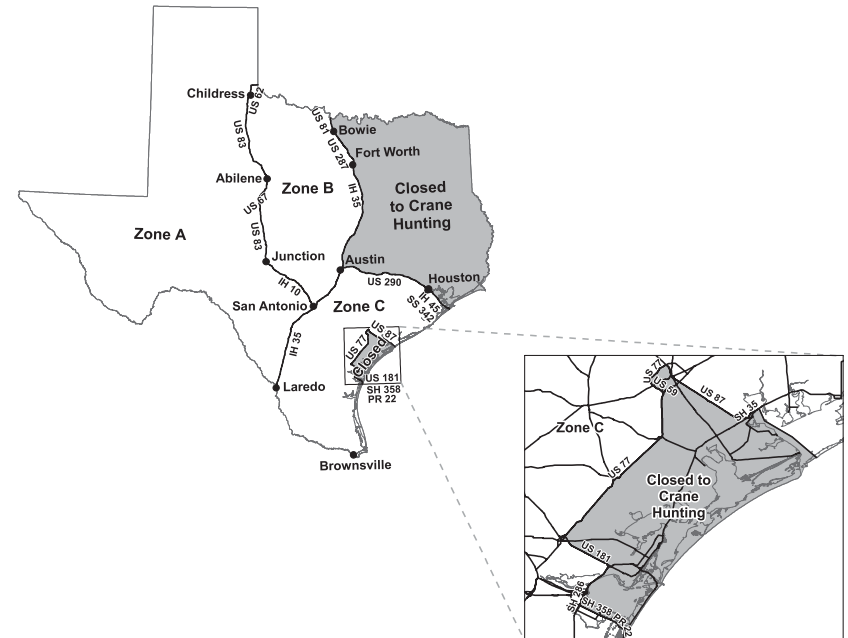 Childress
US 62
US 83
US 81
Bowie
US 287
Fort Worth
Abilene
Zone B
IH 35
Closed
to Crane
Hunting
US 67
Zone A
US 83
Junction
Austin
IH 10
US 290
Houston
San Antonio
Zone C
IH 45
SS 342
IH 35
US 77
US 87
Closed
US 181
SH 358
PR 22
Laredo
Brownsville
US 77
US 59
US 87
SH 35
Zone C
US 77
Closed to
Crane
Hunting
US 181
SH 286
SH 358
PR 22